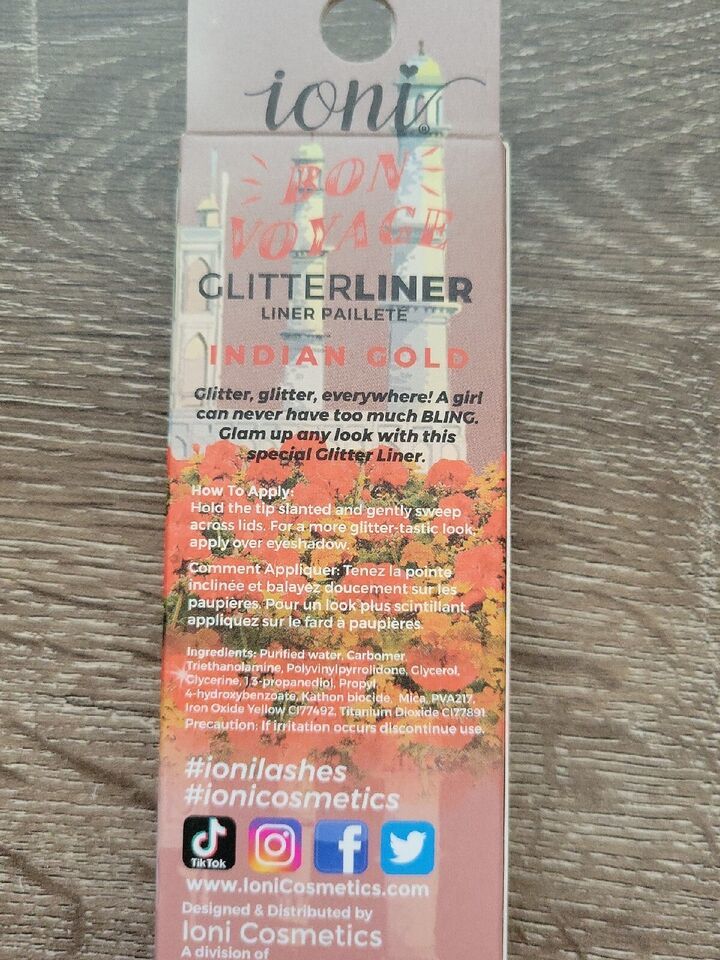 ioni®
BON
VOYAGE
GLITTERLINER
LINER PAILLETÉ
INDIAN GOLD
Glitter, glitter, everywhere! A girl
can never have too much BLING.
Glam up any look with this
special Glitter Liner.
How To Apply:
Hold the tip slanted and gently sweep
across lids. For a more glitter-tastic look,
apply over eyeshadow.
Comment Appliquer: Tenez la pointe
inclinée et balayez doucement sur les
paupières. Pour un look plus scintillant,
appliquez sur le fard à paupières.
Ingredients: Purified water, Carbomer,
Triethanolamine, Polyvinylpyrrolidone, Glycerol,
Glycerine, 1,3-propanediol, Propyl
4-hydroxybenzoate, Kathon biocide, Mica, PVA217,
Iron Oxide Yellow CI77492, Titanium Dioxide CI77891
Precaution: If irritation occurs discontinue use.
#ionilashes
#ionicosmetics
TikTok
www.IoniCosmetics.com
Designed & Distributed by
Ioni Cosmetics
A division of